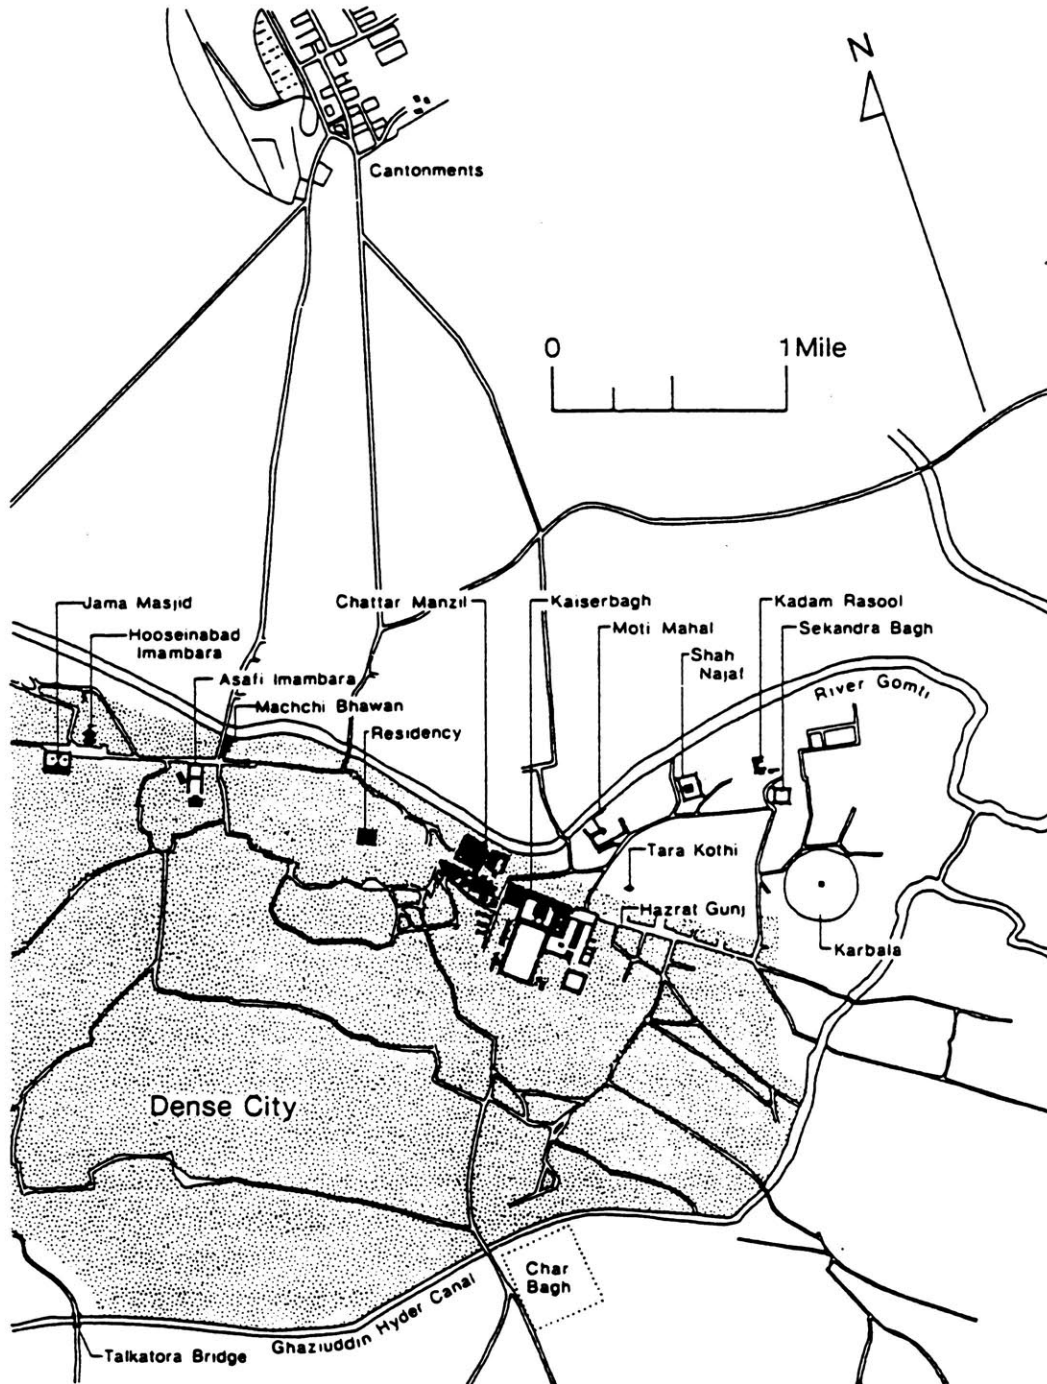 N
Cantonments
0 1 Mile
Jama Masjid
Chattar Manzil
Kaiserbagh
Kadam Rasool
Hooseinabad
Imambara
Moti Mahal
Sekandra Bagh
Shah
Najaf
Asafi Imambara
River Gomti
Machchi Bhawan
Residency
Tara Kothi
Hazrat Gunj
Karbala
Dense City
Char
Bagh
Ghaziuddin Hyder Canal
Talkatora Bridge